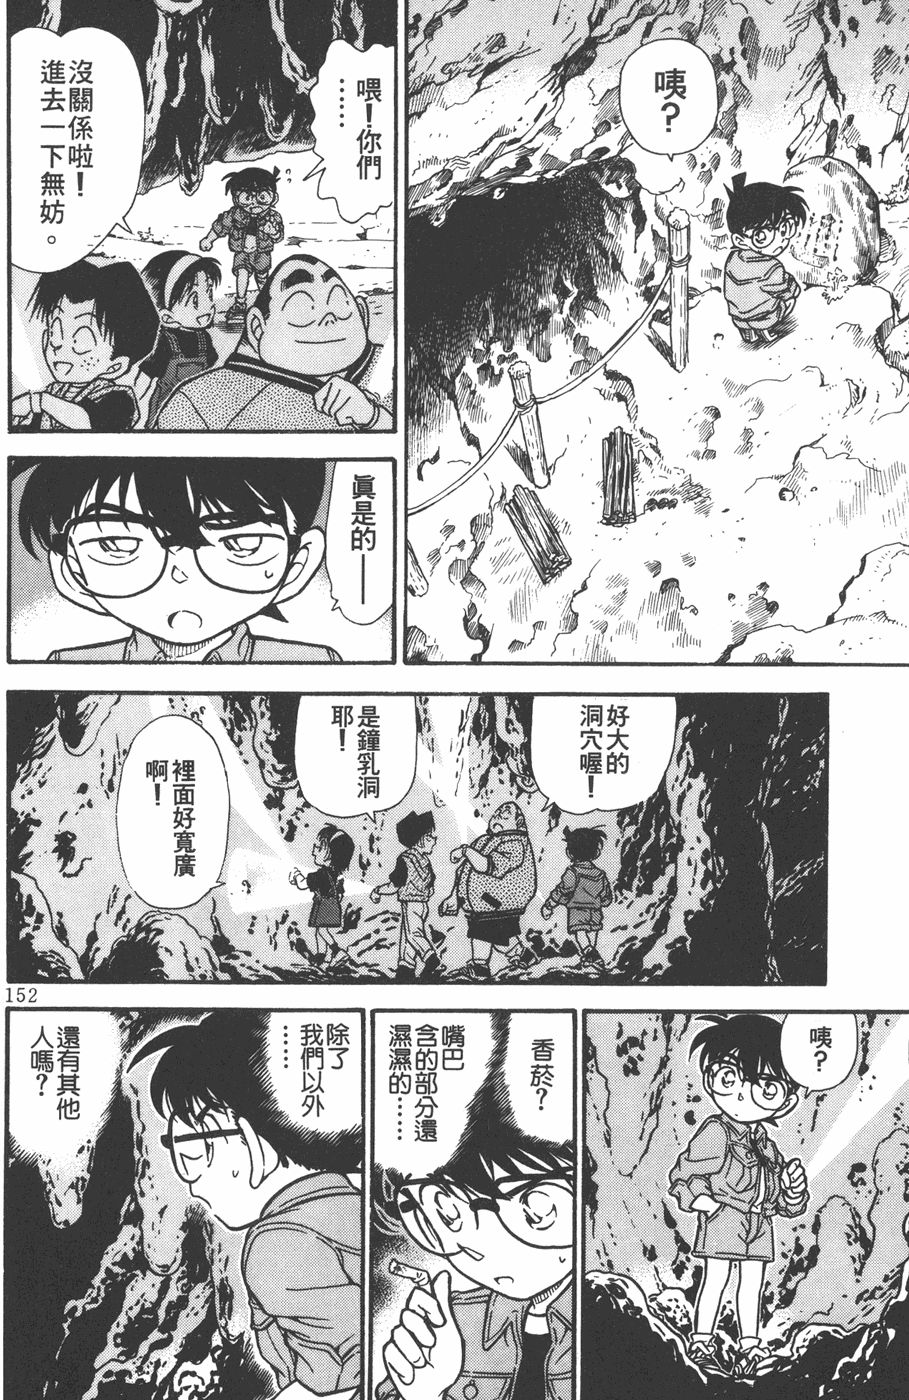 咦?
喂!你們
……
沒關係啦!
進去一下無妨。
眞是的——
好大的
洞穴喔!
是鐘乳洞
耶!
裡面好寬廣
啊!
152
咦?
香菸?
嘴巴
含的部分還
濕濕的……
除了
我們以外
……
還有其他
人嗎?